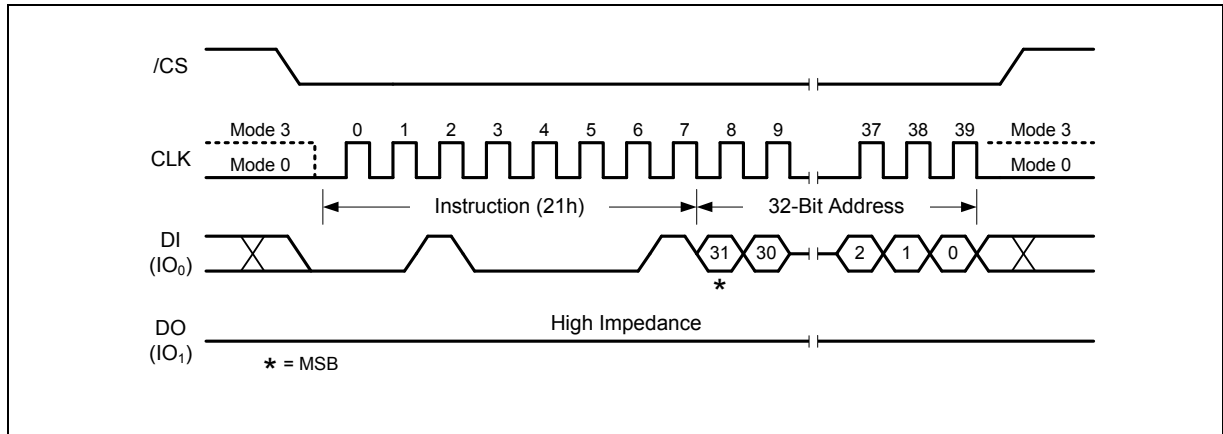 /CS
Mode 3 0 1 2 3 4 5 6 7 8 9 37 38 39 Mode 3
CLK
Mode 0 Mode 0
Instruction (21h) 32-Bit Address
DI
(IO₀) 31 30 2 1 0
*
DO High Impedance
(IO₁)
* = MSB